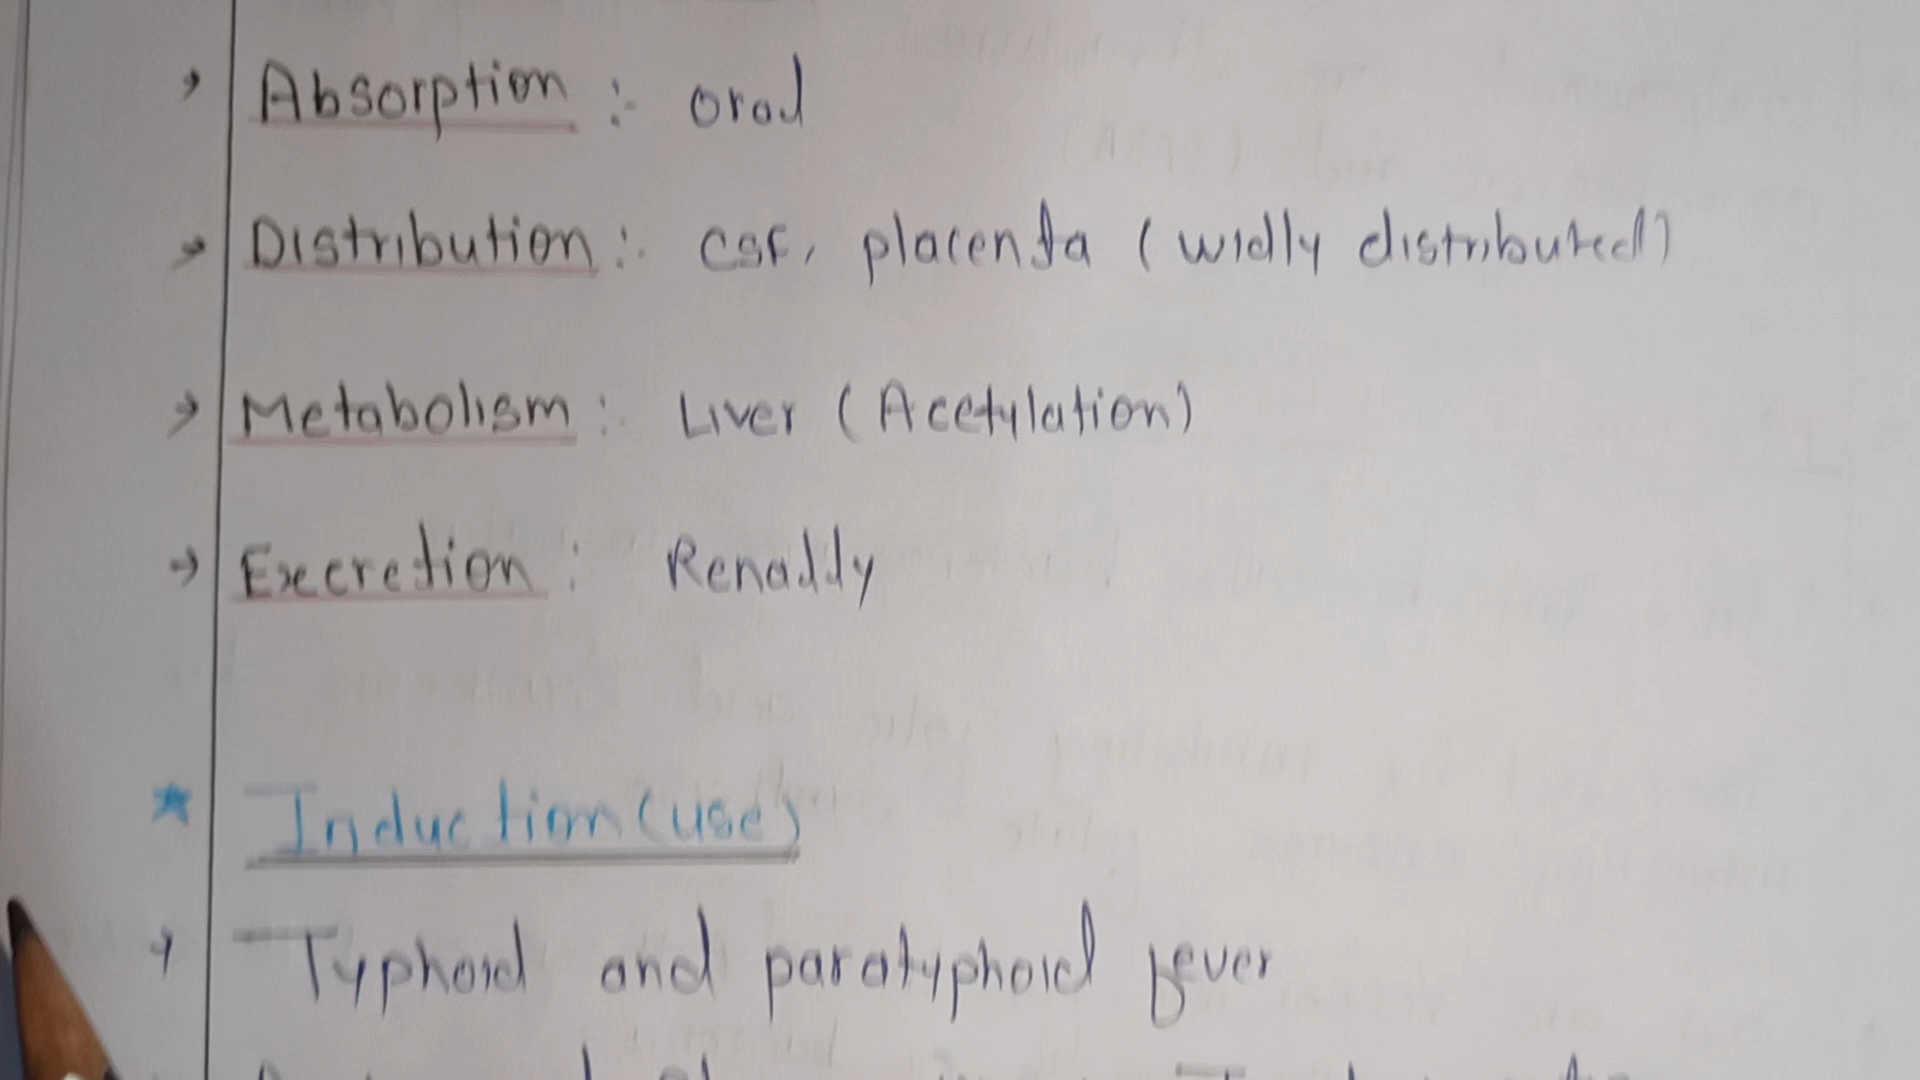 → Absorption :- oral
→ Distribution :- CSF, placenta (widly distributed)
→ Metabolism :- Liver (Acetylation)
→ Excretion : Renally
★ Induction (use)
→ Typhoid and paratyphoid fever